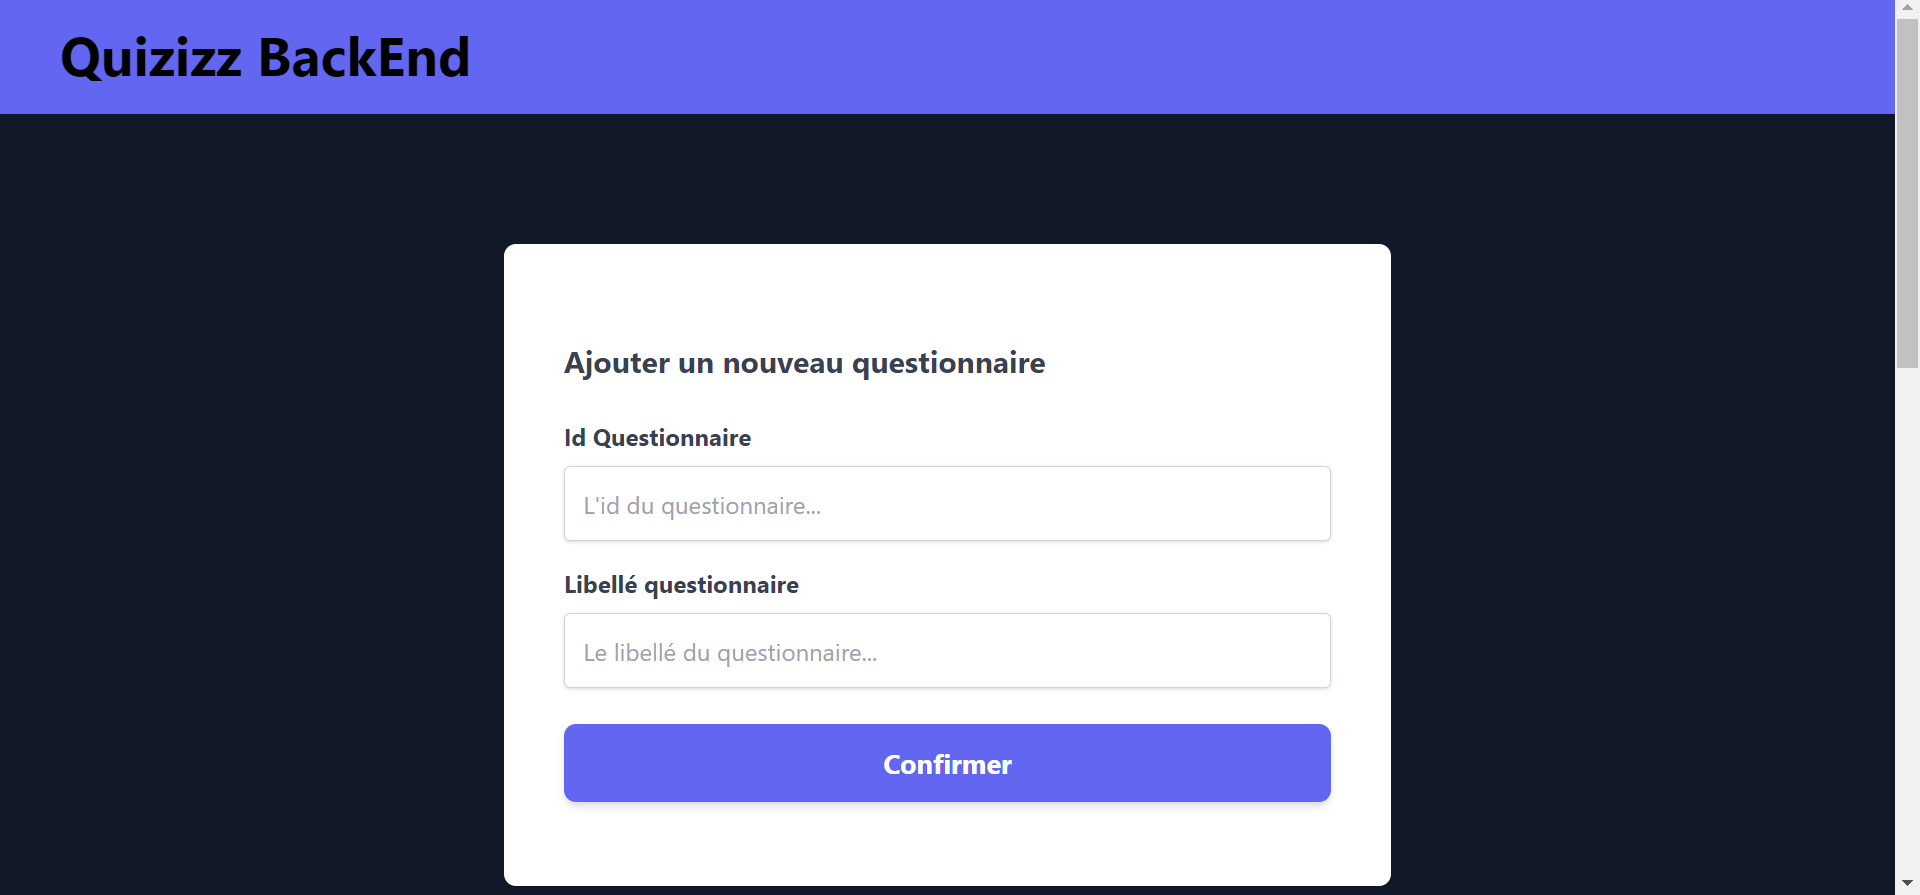 Quizizz BackEnd
Ajouter un nouveau questionnaire
Id Questionnaire
L'id du questionnaire...
Libellé questionnaire
Le libellé du questionnaire...
Confirmer